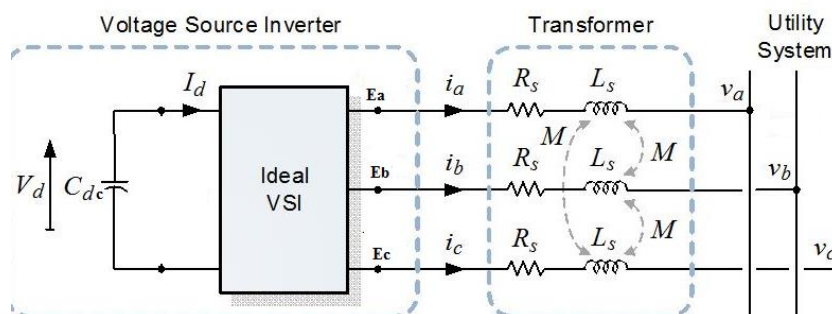 Voltage Source Inverter
Transformer
Utility
System
I_d
Ea
i_a
R_s
L_s
v_a
M
M
V_d
C_dc
Ideal
VSI
Eb
i_b
R_s
L_s
v_b
M
Ec
i_c
R_s
L_s
v_c